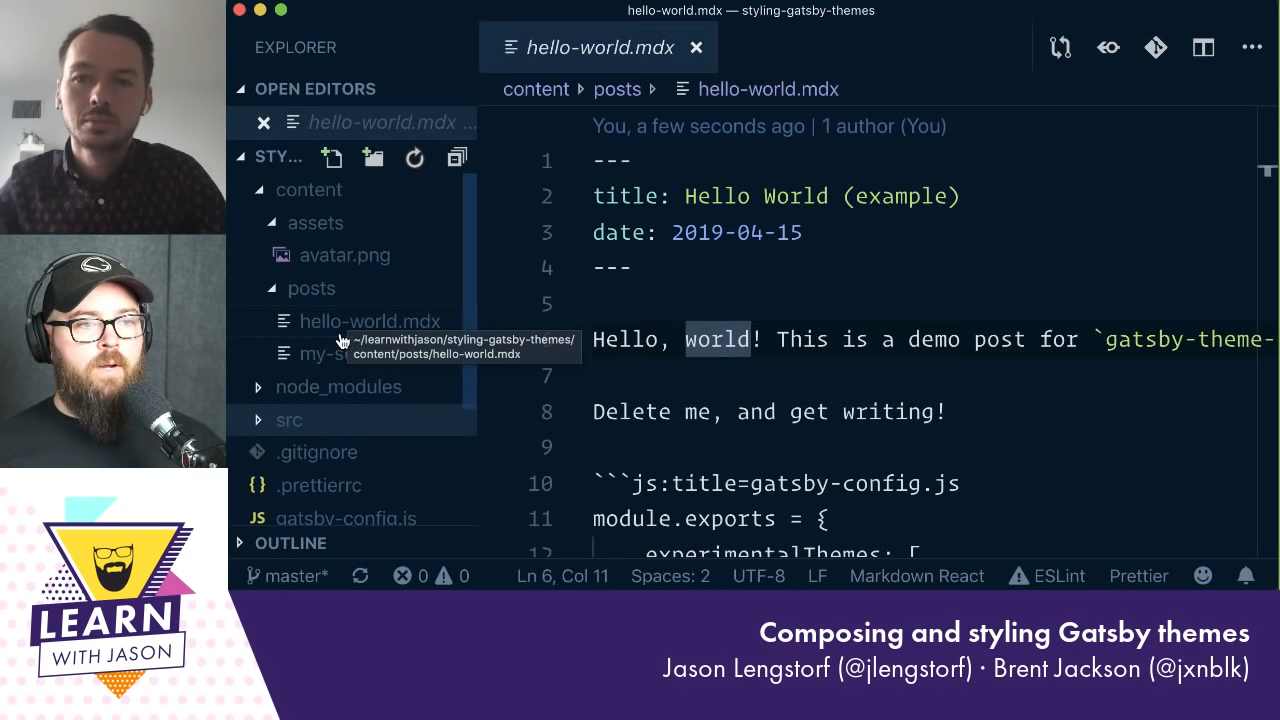 hello-world.mdx — styling-gatsby-themes
EXPLORER
OPEN EDITORS
hello-world.mdx ...
STY...
content
assets
avatar.png
posts
hello-world.mdx
~/learnwithjason/styling-gatsby-themes/
content/posts/hello-world.mdx
node_modules
src
.gitignore
.prettierrc
gatsby-config.js
OUTLINE
hello-world.mdx
content posts hello-world.mdx
You, a few seconds ago | 1 author (You)
1 ---
2 title: Hello World (example)
3 date: 2019-04-15
4 ---
5
Hello, world! This is a demo post for `gatsby-theme-
7
8 Delete me, and get writing!
9
10 ```js:title=gatsby-config.js
11 module.exports = {
12 experimentalThemes: [
master* 0 0 Ln 6, Col 11 Spaces: 2 UTF-8 LF Markdown React ESLint Prettier
LEARN
WITH JASON
Composing and styling Gatsby themes
Jason Lengstorf (@jlengstorf) · Brent Jackson (@jxnblk)